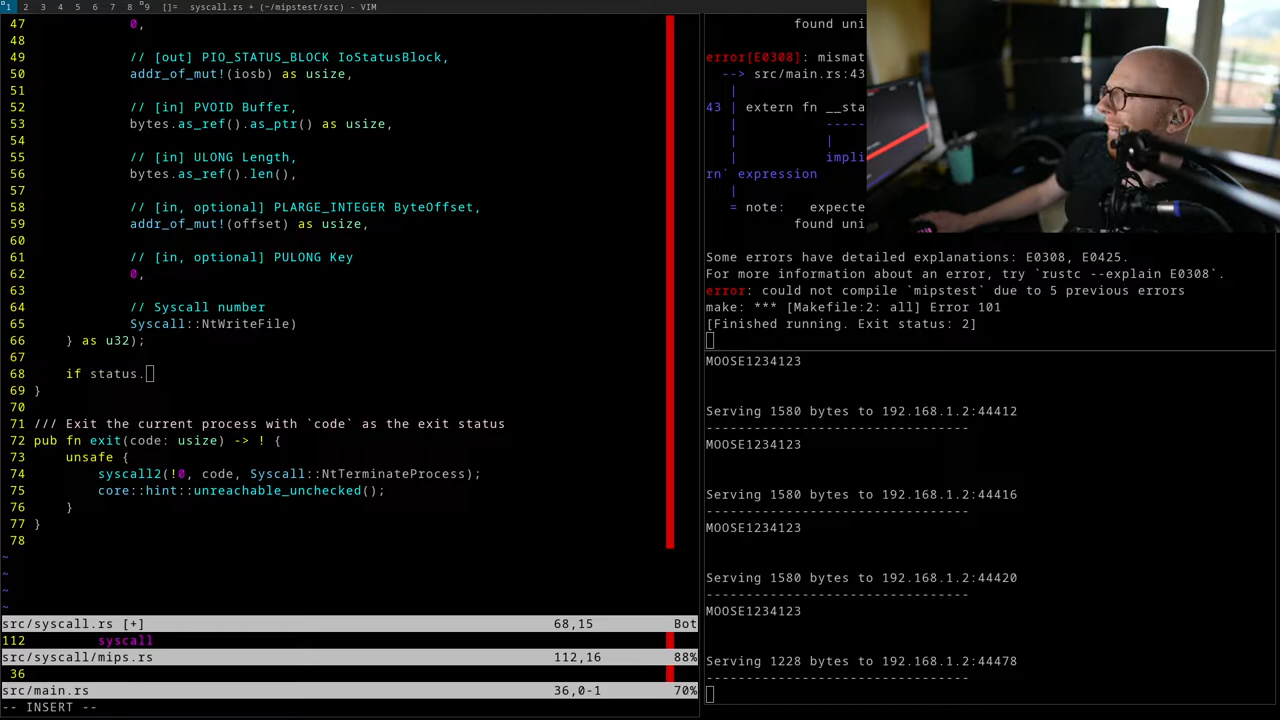 1 2 3 4 5 6 7 8 9 []= syscall.rs + (~/mipstest/src) - VIM
47 0,
48
49 // [out] PIO_STATUS_BLOCK IoStatusBlock,
50 addr_of_mut!(iosb) as usize,
51
52 // [in] PVOID Buffer,
53 bytes.as_ref().as_ptr() as usize,
54
55 // [in] ULONG Length,
56 bytes.as_ref().len(),
57
58 // [in, optional] PLARGE_INTEGER ByteOffset,
59 addr_of_mut!(offset) as usize,
60
61 // [in, optional] PULONG Key
62 0,
63
64 // Syscall number
65 Syscall::NtWriteFile)
66 } as u32);
67
68 if status.
69 }
70
71 /// Exit the current process with `code` as the exit status
72 pub fn exit(code: usize) -> ! {
73 unsafe {
74 syscall2(!0, code, Syscall::NtTerminateProcess);
75 core::hint::unreachable_unchecked();
76 }
77 }
78
~
~
~
~
src/syscall.rs [+] 68,15 Bot
112 syscall
src/syscall/mips.rs 112,16 88%
36
src/main.rs 36,0-1 70%
-- INSERT --
found uni
error[E0308]: mismat
--> src/main.rs:43
|
43 | extern fn __sta
| -----
| |
| impli
rn` expression
|
= note: expecte
found uni
Some errors have detailed explanations: E0308, E0425.
For more information about an error, try `rustc --explain E0308`.
error: could not compile `mipstest` due to 5 previous errors
make: *** [Makefile:2: all] Error 101
[Finished running. Exit status: 2]
MOOSE1234123
Serving 1580 bytes to 192.168.1.2:44412
---------------------------------
MOOSE1234123
Serving 1580 bytes to 192.168.1.2:44416
---------------------------------
MOOSE1234123
Serving 1580 bytes to 192.168.1.2:44420
---------------------------------
MOOSE1234123
Serving 1228 bytes to 192.168.1.2:44478
---------------------------------